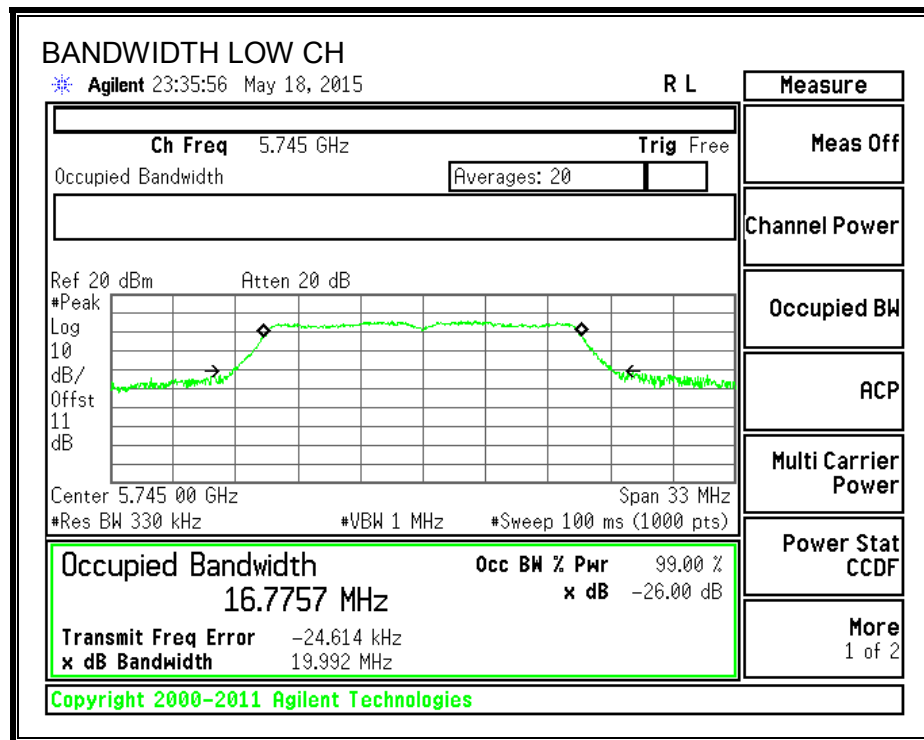 BANDWIDTH LOW CH
Agilent 23:35:56 May 18, 2015 R L
Measure
Ch Freq 5.745 GHz Trig Free
Meas Off
Occupied Bandwidth Averages: 20
Channel Power
Ref 20 dBm Atten 20 dB
#Peak
Log
10
dB/
Offst
11
dB
Occupied BW
ACP
Multi Carrier
Power
Center 5.745 00 GHz Span 33 MHz
#Res BW 330 kHz #VBW 1 MHz #Sweep 100 ms (1000 pts)
Power Stat
CCDF
Occupied Bandwidth Occ BW % Pwr 99.00 %
16.7757 MHz x dB -26.00 dB
Transmit Freq Error -24.614 kHz
x dB Bandwidth 19.992 MHz
More
1 of 2
Copyright 2000-2011 Agilent Technologies